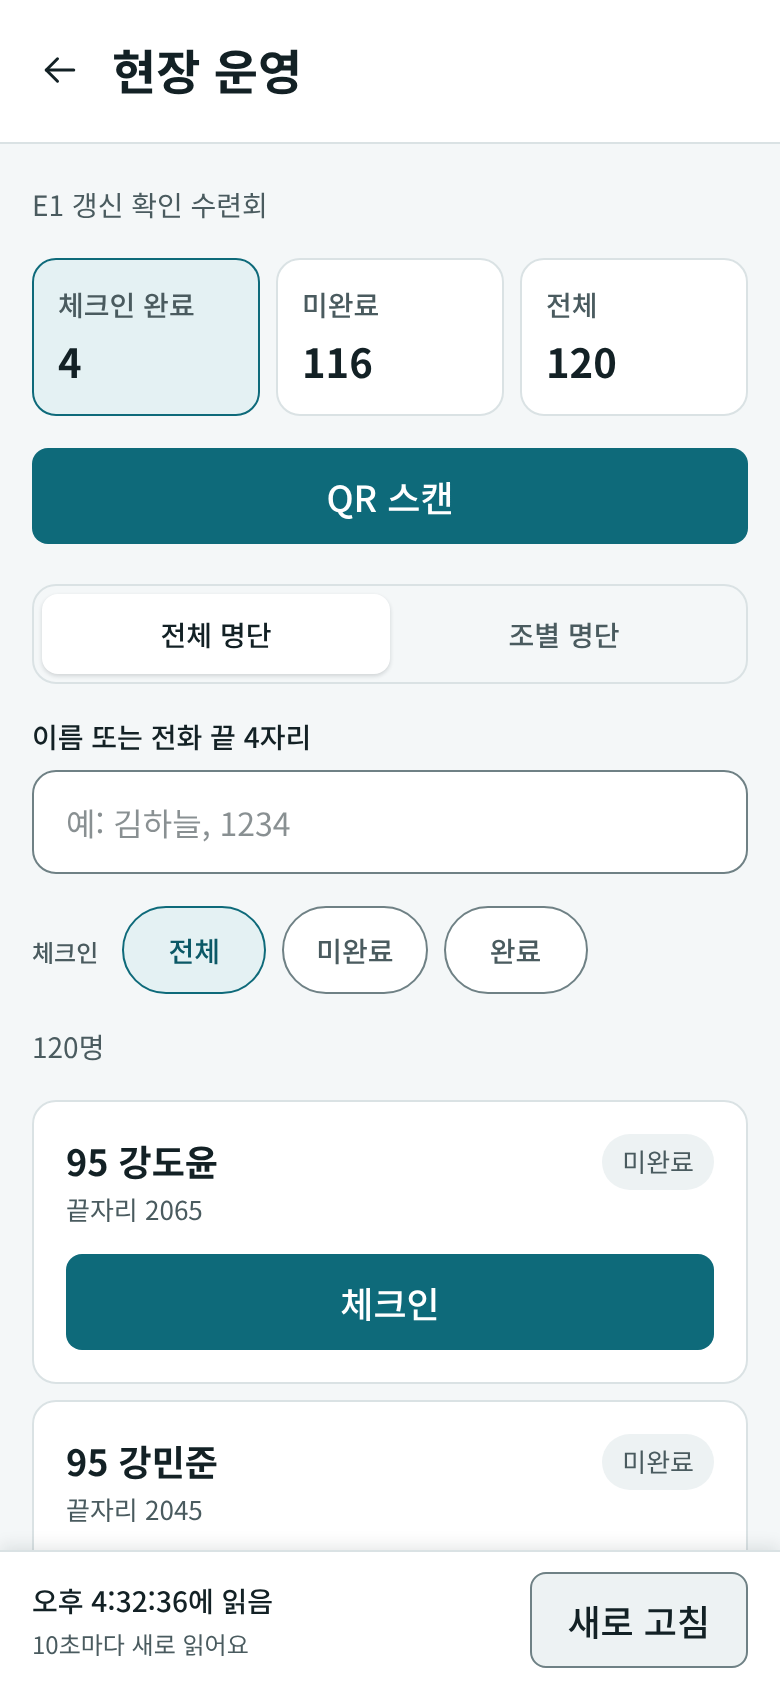 현장 운영
E1 갱신 확인 수련회
체크인 완료
4
미완료
116
전체
120
QR 스캔
전체 명단
조별 명단
이름 또는 전화 끝 4자리
예: 김하늘, 1234
체크인
전체
미완료
완료
120명
95 강도윤
미완료
끝자리 2065
체크인
95 강민준
미완료
끝자리 2045
오후 4:32:36에 읽음
10초마다 새로 읽어요
새로 고침